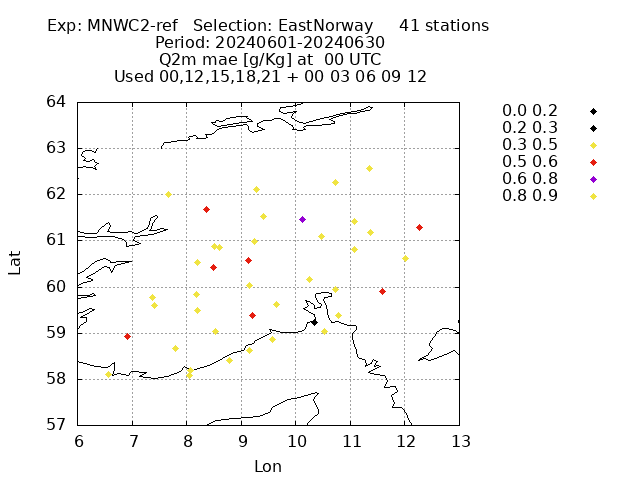 Exp: MNWC2-ref   Selection: EastNorway     41 stations
Period: 20240601-20240630
Q2m mae [g/Kg] at  00 UTC
Used 00,12,15,18,21 + 00 03 06 09 12
64
63
62
61
60
59
58
57
6 7 8 9 10 11 12 13
Lat
Lon
0.0 0.2
0.2 0.3
0.3 0.5
0.5 0.6
0.6 0.8
0.8 0.9